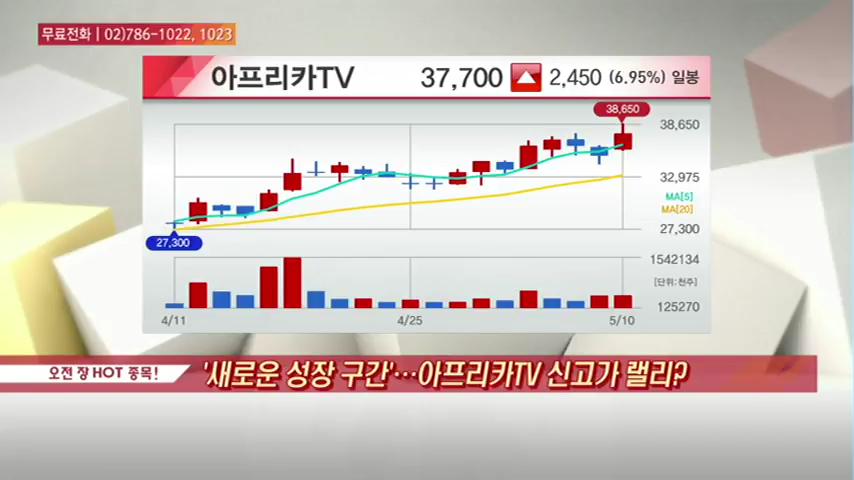 무료전화 | 02)786-1022, 1023
아프리카TV 37,700 ▲ 2,450 (6.95%) 일봉
38,650
38,650
32,975
MA[5]
MA[20]
27,300
27,300
1542134
[단위:천주]
125270
4/11 4/25 5/10
오전 장 HOT 종목!
'새로운 성장 구간'…아프리카TV 신고가 랠리?